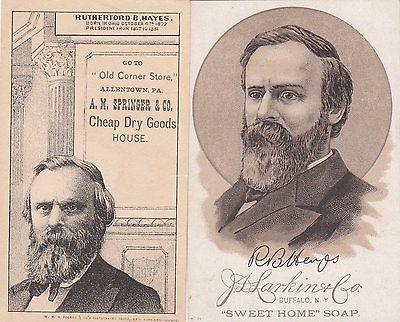 RUTHERFORD B. HAYES.
BORN IN OHIO OCTOBER 4TH 1822
PRESIDENT FROM 1877 TO 1881
GO TO
"Old Corner Store,"
ALLENTOWN, PA.
A. M. SPRINGER & CO.
Cheap Dry Goods
HOUSE.
R B Hayes
J. D. Larkin & Co.
BUFFALO, N.Y.
"SWEET HOME" SOAP.